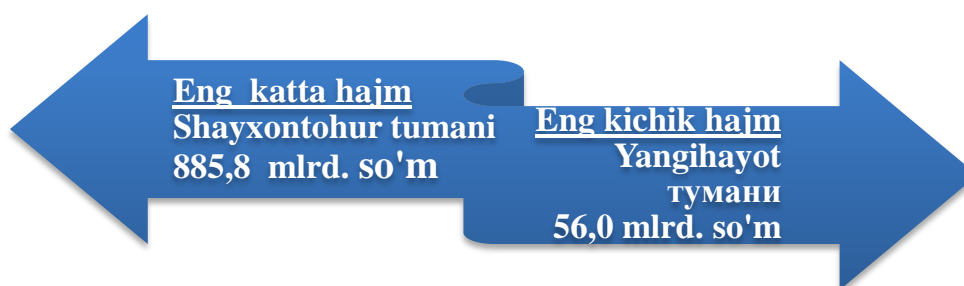 Eng katta hajm
Shayxontohur tumani
885,8 mlrd. so'm
Eng kichik hajm
Yangihayot
тумани
56,0 mlrd. so'm